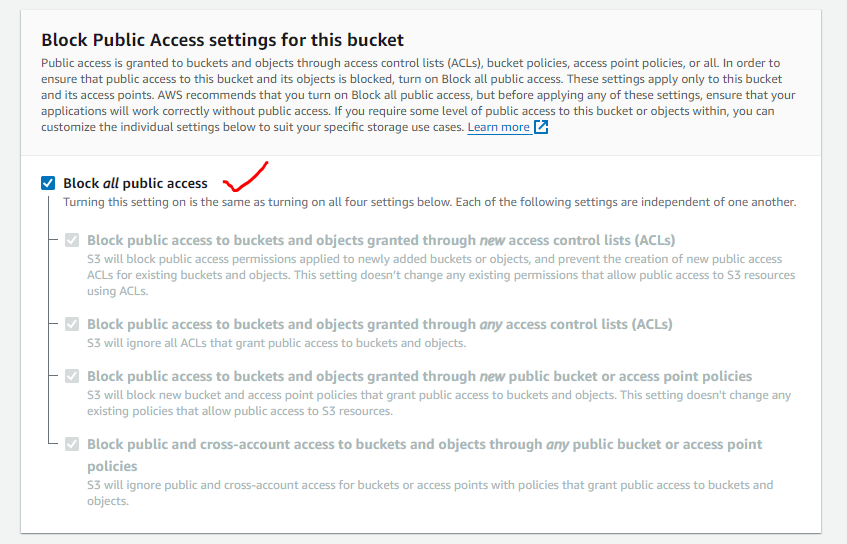 Block Public Access settings for this bucket
Public access is granted to buckets and objects through access control lists (ACLs), bucket policies, access point policies, or all. In order to
ensure that public access to this bucket and its objects is blocked, turn on Block all public access. These settings apply only to this bucket
and its access points. AWS recommends that you turn on Block all public access, but before applying any of these settings, ensure that your
applications will work correctly without public access. If you require some level of public access to this bucket or objects within, you can
customize the individual settings below to suit your specific storage use cases. Learn more
Block all public access
Turning this setting on is the same as turning on all four settings below. Each of the following settings are independent of one another.
Block public access to buckets and objects granted through new access control lists (ACLs)
S3 will block public access permissions applied to newly added buckets or objects, and prevent the creation of new public access
ACLs for existing buckets and objects. This setting doesn't change any existing permissions that allow public access to S3 resources
using ACLs.
Block public access to buckets and objects granted through any access control lists (ACLs)
S3 will ignore all ACLs that grant public access to buckets and objects.
Block public access to buckets and objects granted through new public bucket or access point policies
S3 will block new bucket and access point policies that grant public access to buckets and objects. This setting doesn't change any
existing policies that allow public access to S3 resources.
Block public and cross-account access to buckets and objects through any public bucket or access point
policies
S3 will ignore public and cross-account access for buckets or access points with policies that grant public access to buckets and
objects.